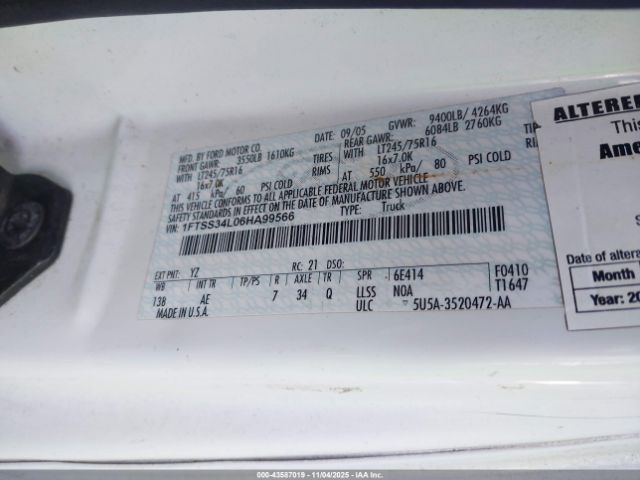 MFD. BY FORD MOTOR CO.
DATE: 09/05 GVWR: 9400LB/ 4264KG
FRONT GAWR: 3550LB 1610KG
REAR GAWR: 6084LB 2760KG
WITH LT245/75R16 TIRES
WITH LT245/75R16 TIRES
16x7.0K RIMS
16x7.0K
AT 415 kPa/ 60 PSI COLD
AT 550 kPa/ 80 PSI COLD
THIS VEHICLE CONFORMS TO ALL APPLICABLE FEDERAL MOTOR VEHICLE
SAFETY STANDARDS IN EFFECT ON THE DATE OF MANUFACTURE SHOWN ABOVE.
VIN: 1FTSS34L06HA99566 TYPE: Truck
EXT PNT: YZ RC: 21 DSO:
WB INT TR TP/PS R AXLE TR SPR 6E414 F0410
138 AE 7 34 Q LLSS NOA T1647
MADE IN U.S.A. ULC 5U5A-3520472-AA
ALTERED
This
Ame
Date of altera
Month
Year: 20
000-43587019 - 11/04/2025 - IAAI.COM